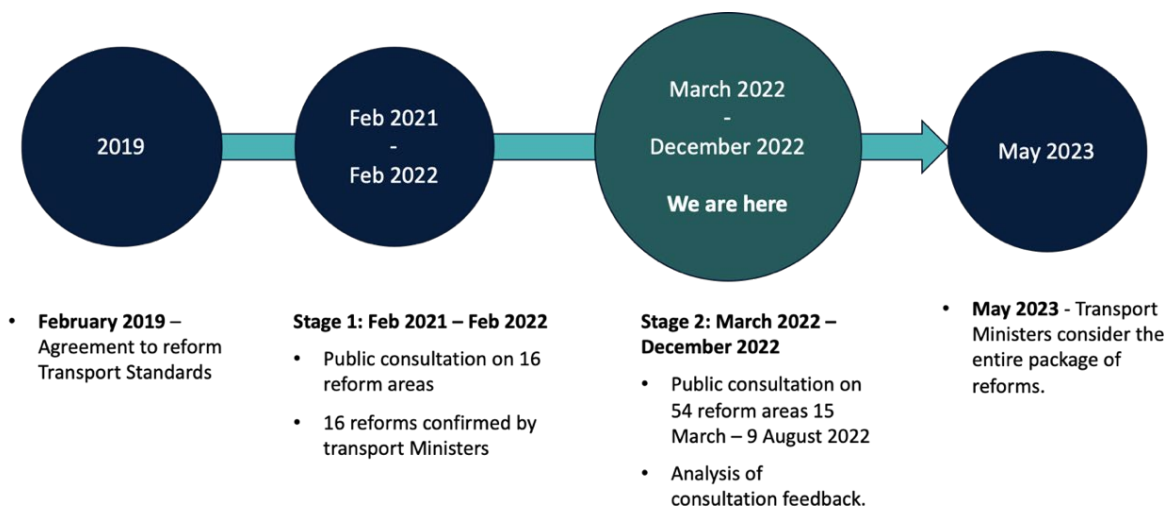 2019
Feb 2021
-
Feb 2022
March 2022
-
December 2022
We are here
May 2023
• February 2019 –
Agreement to reform
Transport Standards
Stage 1: Feb 2021 – Feb 2022
• Public consultation on 16
reform areas
• 16 reforms confirmed by
transport Ministers
Stage 2: March 2022 –
December 2022
• Public consultation on
54 reform areas 15
March – 9 August 2022
• Analysis of
consultation feedback.
• May 2023 - Transport
Ministers consider the
entire package of
reforms.